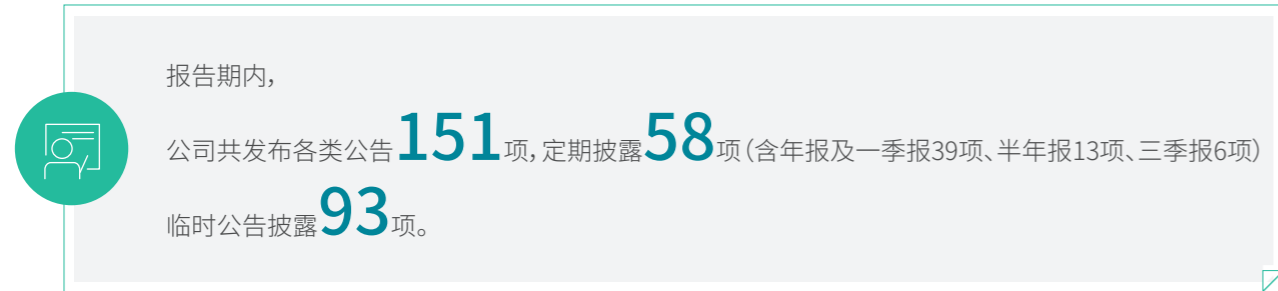 报告期内，
公司共发布各类公告151项，定期披露58项（含年报及一季报39项、半年报13项、三季报6项）
临时公告披露93项。